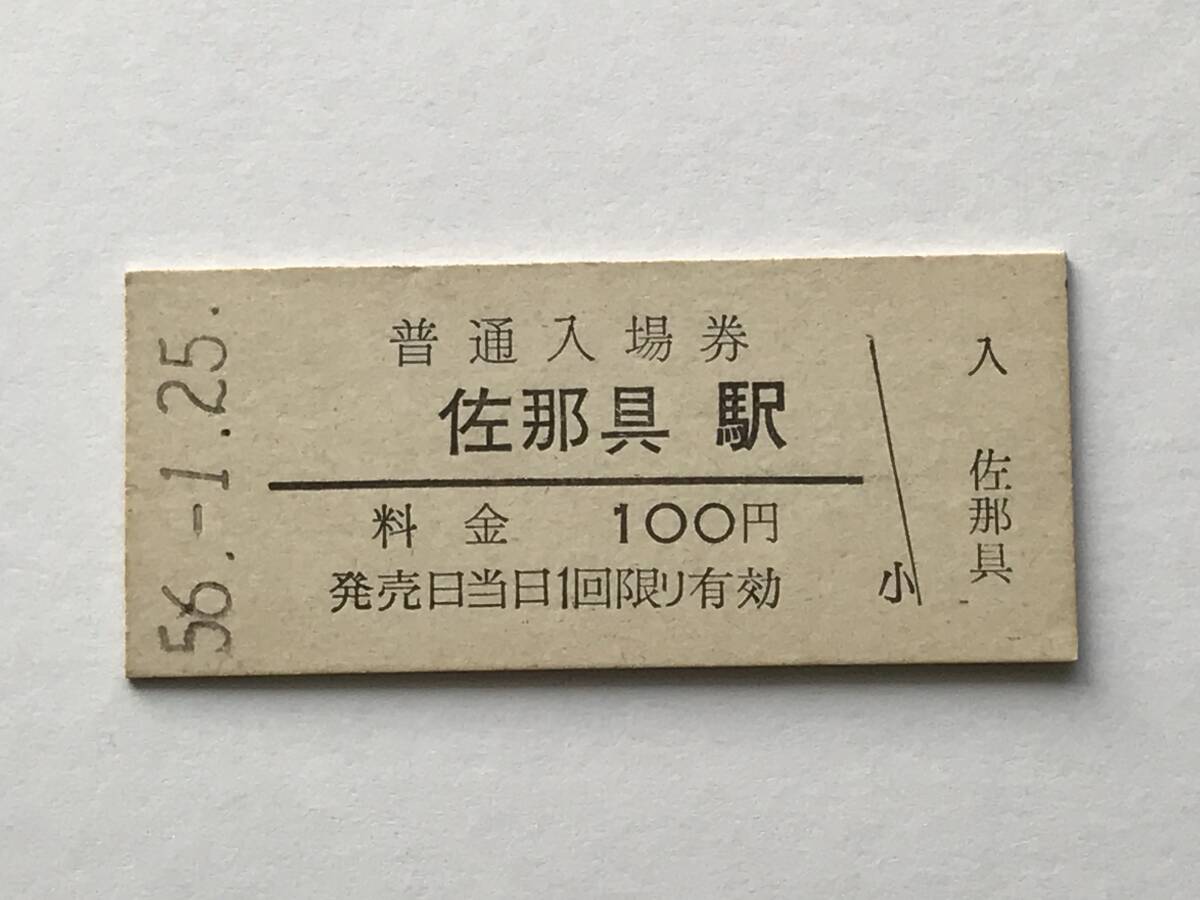 56.-1.25.
普通入場券
佐那具 駅
料金 100円
発売日当日1回限り有効
小
入 佐那具